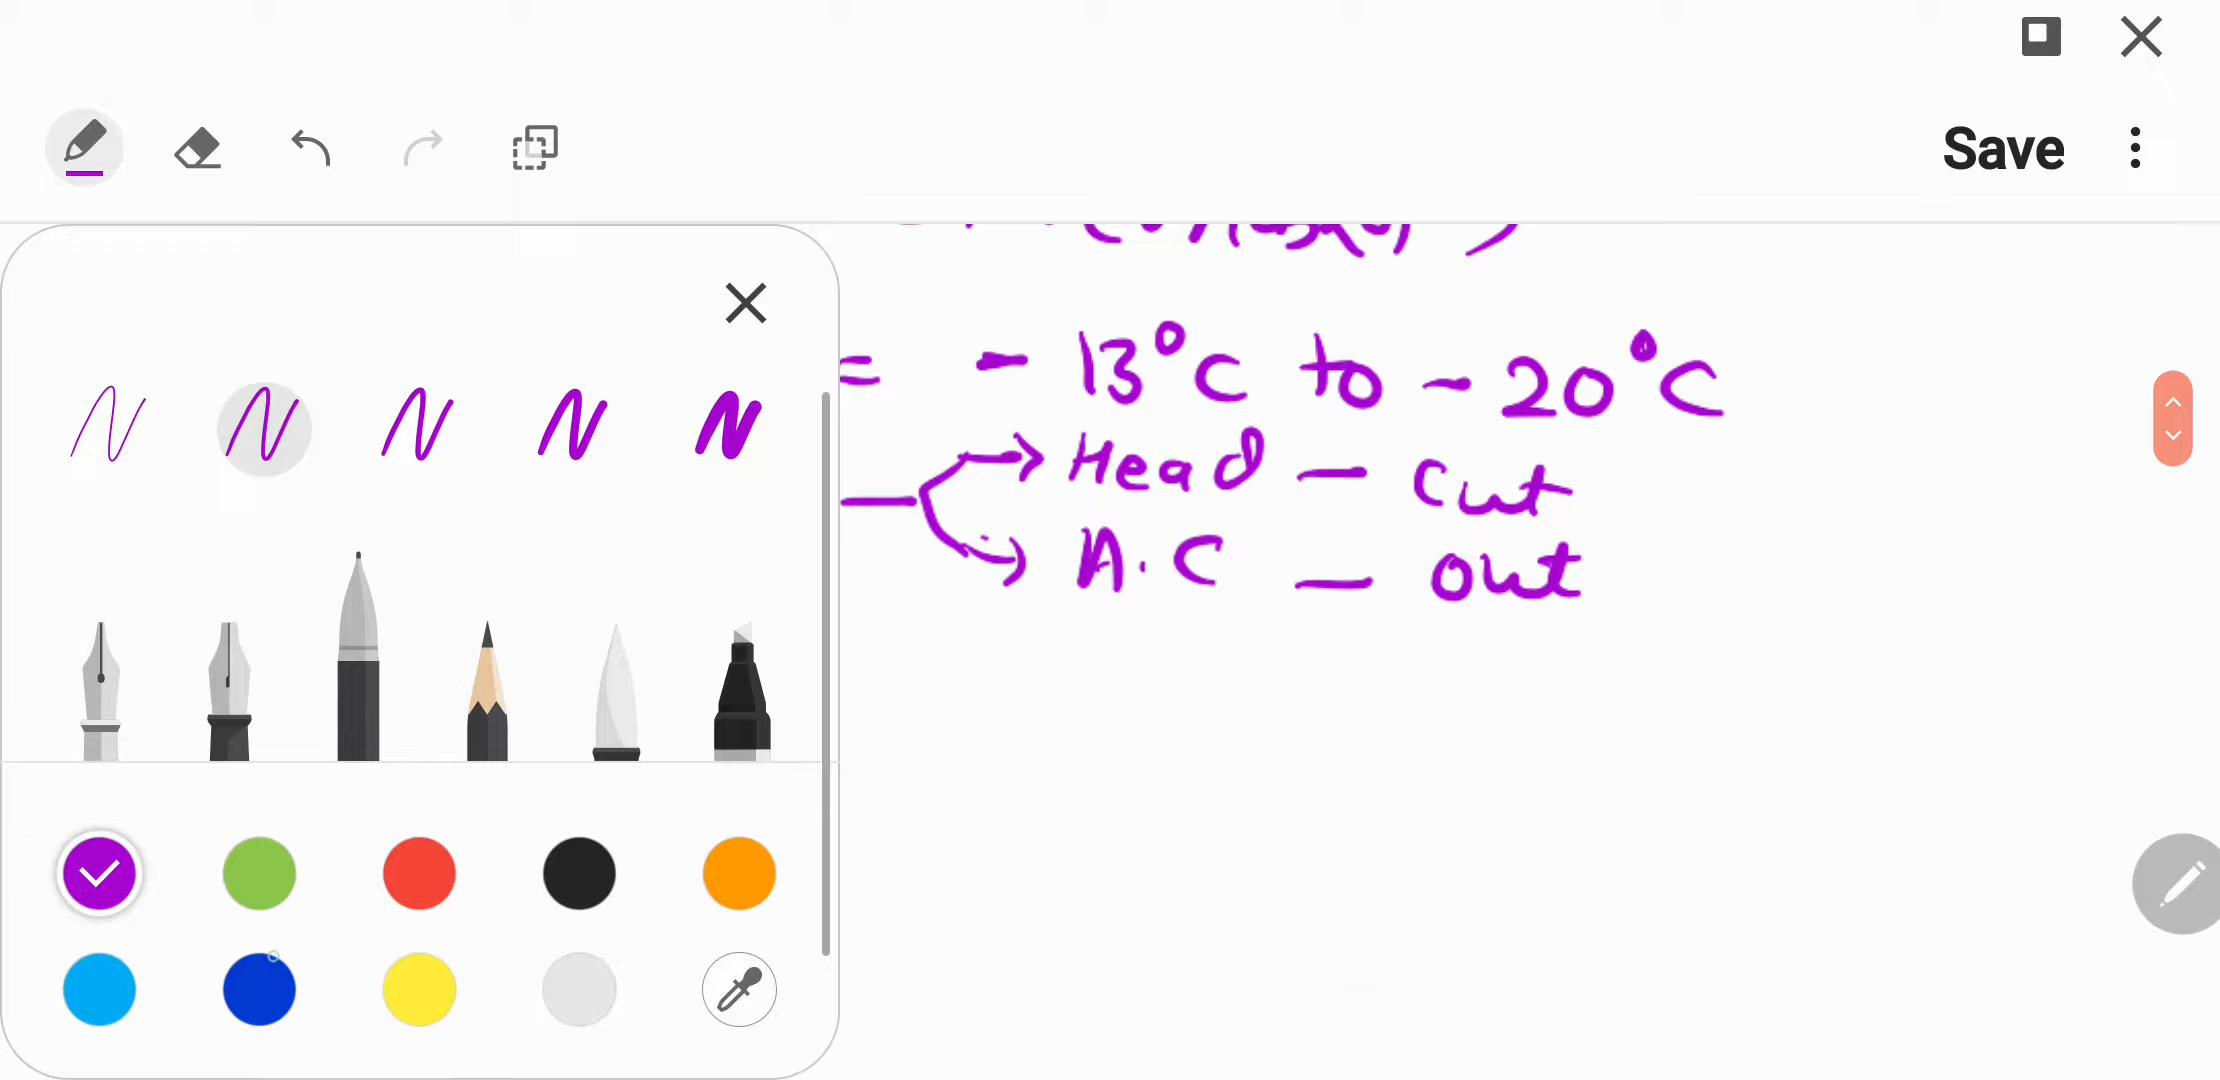 Save
= - 13°C to - 20°C
→ Head - cut
→ A.C - out